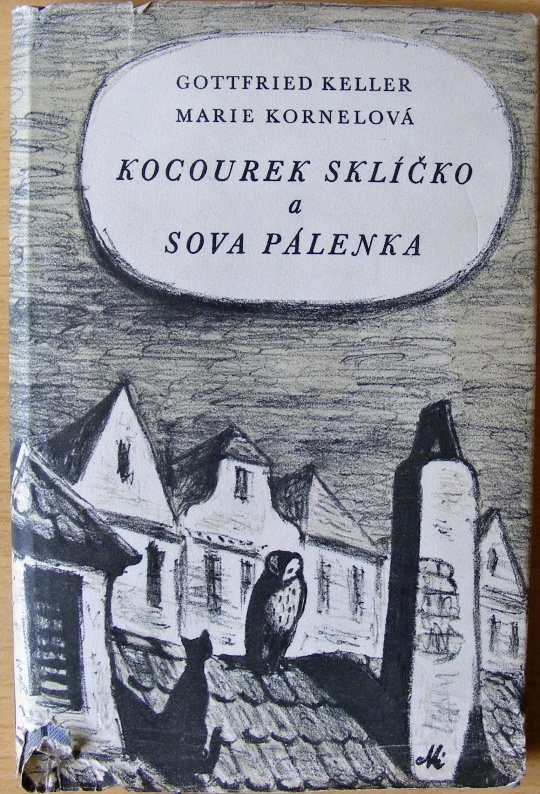 GOTTFRIED KELLER
MARIE KORNELOVÁ
KOCOUREK SKLÍČKO
a
SOVA PÁLENKA